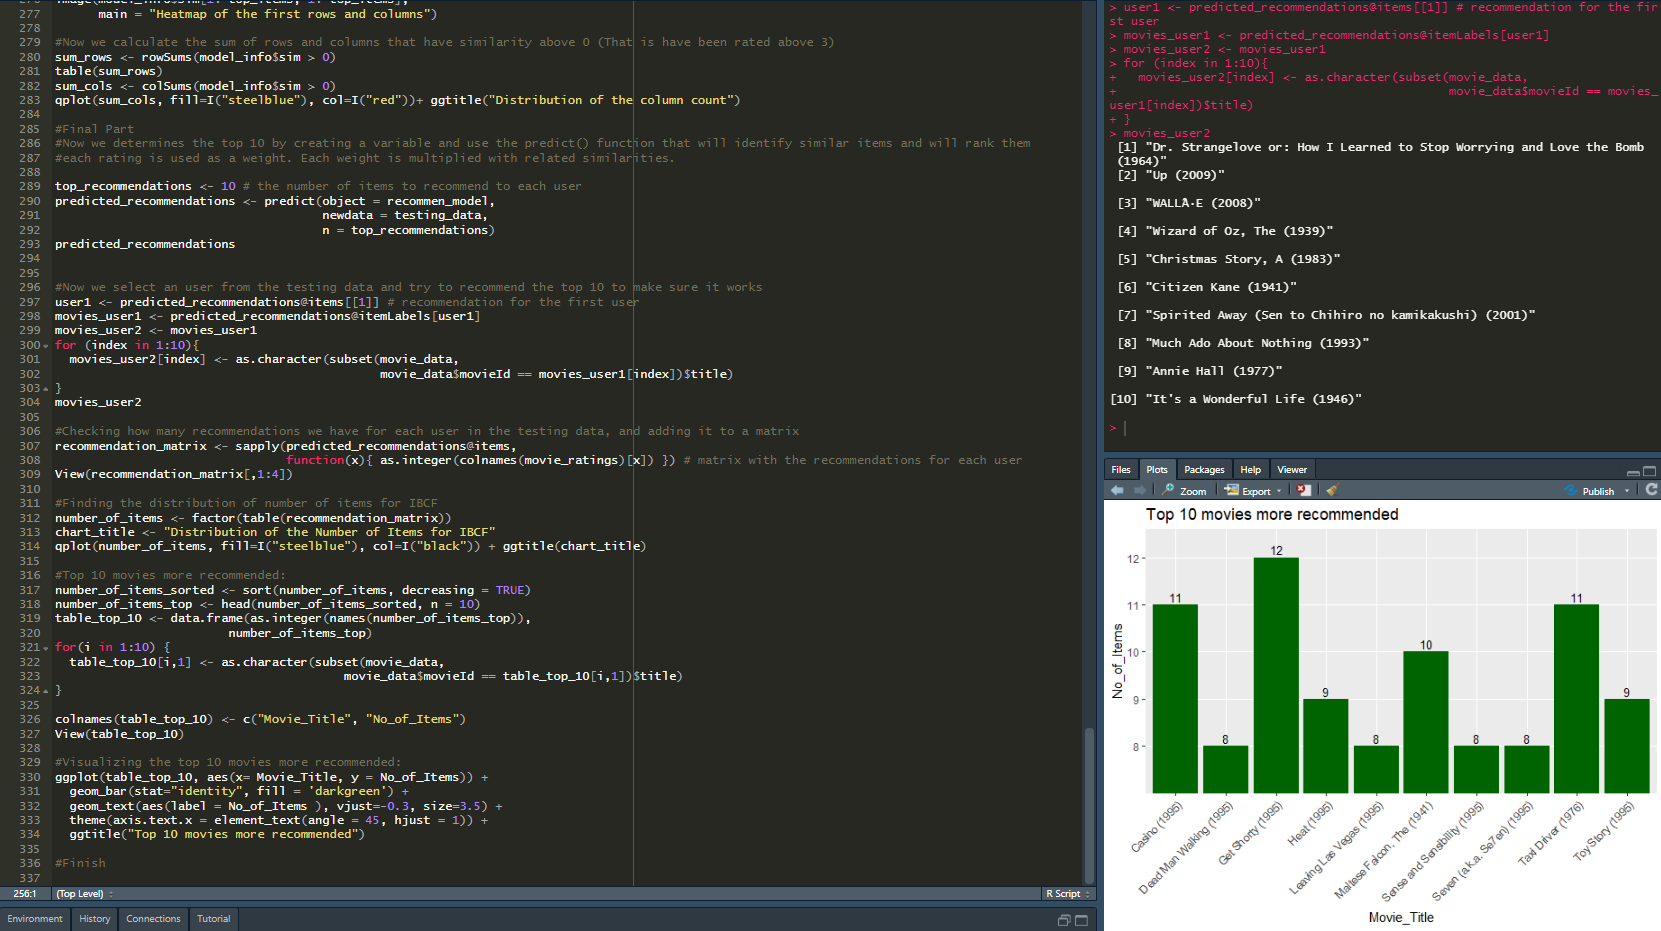 277 main = "Heatmap of the first rows and columns")
278
279 #Now we calculate the sum of rows and columns that have similarity above 0 (That is have been rated above 3)
280 sum_rows <- rowSums(model_info$sim > 0)
281 table(sum_rows)
282 sum_cols <- colSums(model_info$sim > 0)
283 qplot(sum_cols, fill=I("steelblue"), col=I("red"))+ ggtitle("Distribution of the column count")
284
285 #Final Part
286 #Now we determines the top 10 by creating a variable and use the predict() function that will identify similar items and will rank them
287 #each rating is used as a weight. Each weight is multiplied with related similarities.
288
289 top_recommendations <- 10 # the number of items to recommend to each user
290 predicted_recommendations <- predict(object = recommen_model,
291 newdata = testing_data,
292 n = top_recommendations)
293 predicted_recommendations
294
295
296 #Now we select an user from the testing data and try to recommend the top 10 to make sure it works
297 user1 <- predicted_recommendations@items[[1]] # recommendation for the first user
298 movies_user1 <- predicted_recommendations@itemLabels[user1]
299 movies_user2 <- movies_user1
300 for (index in 1:10){
301 movies_user2[index] <- as.character(subset(movie_data,
302 movie_data$movieId == movies_user1[index])$title)
303 }
304 movies_user2
305
306 #Checking how many recommendations we have for each user in the testing data, and adding it to a matrix
307 recommendation_matrix <- sapply(predicted_recommendations@items,
308 function(x){ as.integer(colnames(movie_ratings)[x]) }) # matrix with the recommendations for each user
309 View(recommendation_matrix[,1:4])
310
311 #Finding the distribution of number of items for IBCF
312 number_of_items <- factor(table(recommendation_matrix))
313 chart_title <- "Distribution of the Number of Items for IBCF"
314 qplot(number_of_items, fill=I("steelblue"), col=I("black")) + ggtitle(chart_title)
315
316 #Top 10 movies more recommended:
317 number_of_items_sorted <- sort(number_of_items, decreasing = TRUE)
318 number_of_items_top <- head(number_of_items_sorted, n = 10)
319 table_top_10 <- data.frame(as.integer(names(number_of_items_top)),
320 number_of_items_top)
321 for(i in 1:10) {
322 table_top_10[i,1] <- as.character(subset(movie_data,
323 movie_data$movieId == table_top_10[i,1])$title)
324 }
325
326 colnames(table_top_10) <- c("Movie_Title", "No_of_Items")
327 View(table_top_10)
328
329 #Visualizing the top 10 movies more recommended:
330 ggplot(table_top_10, aes(x= Movie_Title, y = No_of_Items)) +
331 geom_bar(stat="identity", fill = 'darkgreen') +
332 geom_text(aes(label = No_of_Items ), vjust=-0.3, size=3.5) +
333 theme(axis.text.x = element_text(angle = 45, hjust = 1)) +
334 ggtitle("Top 10 movies more recommended")
335
336 #Finish
337
256:1 (Top Level) R Script
Environment History Connections Tutorial
> user1 <- predicted_recommendations@items[[1]] # recommendation for the fir
st user
> movies_user1 <- predicted_recommendations@itemLabels[user1]
> movies_user2 <- movies_user1
> for (index in 1:10){
+ movies_user2[index] <- as.character(subset(movie_data,
+ movie_data$movieId == movies_
user1[index])$title)
+ }
> movies_user2
[1] "Dr. Strangelove or: How I Learned to Stop Worrying and Love the Bomb
(1964)"
[2] "Up (2009)"
[3] "WALLÂ·E (2008)"
[4] "Wizard of Oz, The (1939)"
[5] "Christmas Story, A (1983)"
[6] "Citizen Kane (1941)"
[7] "Spirited Away (Sen to Chihiro no kamikakushi) (2001)"
[8] "Much Ado About Nothing (1993)"
[9] "Annie Hall (1977)"
[10] "It's a Wonderful Life (1946)"
>
Files Plots Packages Help Viewer
Zoom Export Publish
Top 10 movies more recommended
12
11
10
9
8
No_of_Items
11 8 12 9 8 10 8 8 11 9
Casino (1995)
Dead Man Walking (1995)
Get Shorty (1995)
Heat (1995)
Leaving Las Vegas (1995)
Maltese Falcon, The (1941)
Sense and Sensibility (1995)
Seven (a.k.a. Se7en) (1995)
Taxi Driver (1976)
Toy Story (1995)
Movie_Title